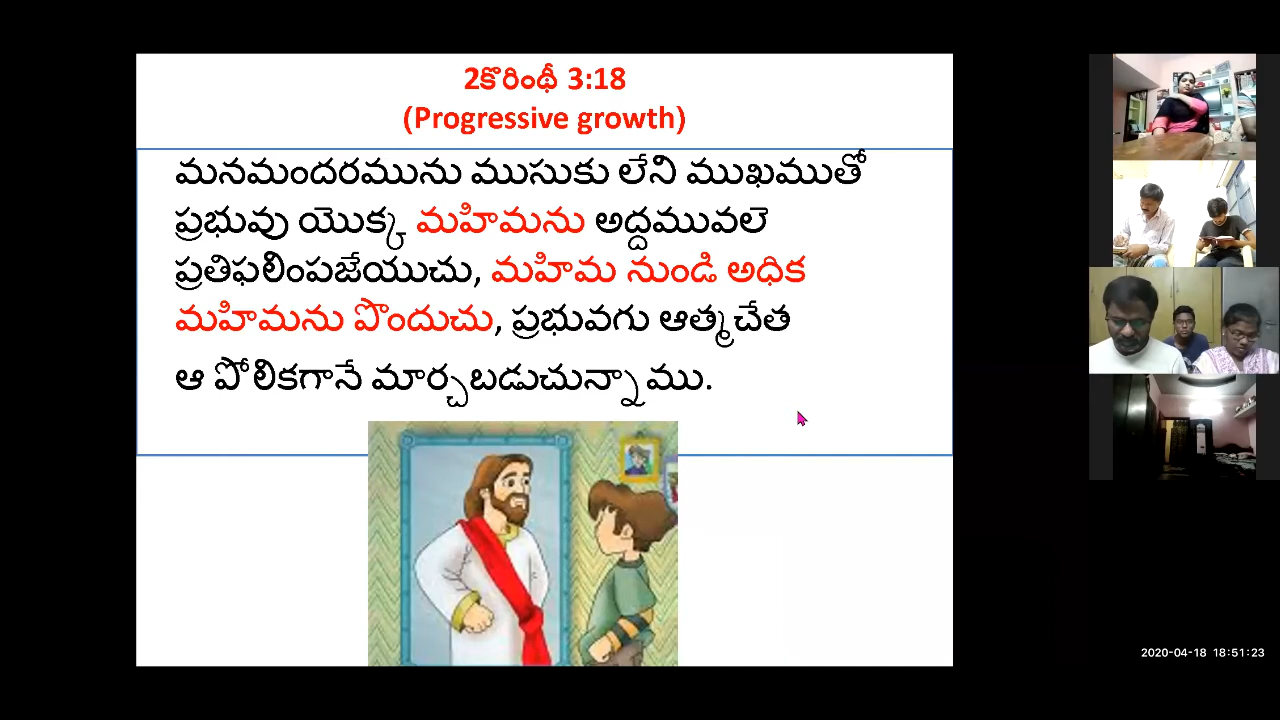 2కొరింథీ 3:18
(Progressive growth)
మనమందరమును ముసుకు లేని ముఖముతో
ప్రభువు యొక్క మహిమను అద్దమువలె
ప్రతిఫలింపజేయుచు, మహిమ నుండి అధిక
మహిమను పొందుచు, ప్రభువగు ఆత్మచేత
ఆ పోలికగానే మార్చబడుచున్నాము.
2020-04-18 18:51:23